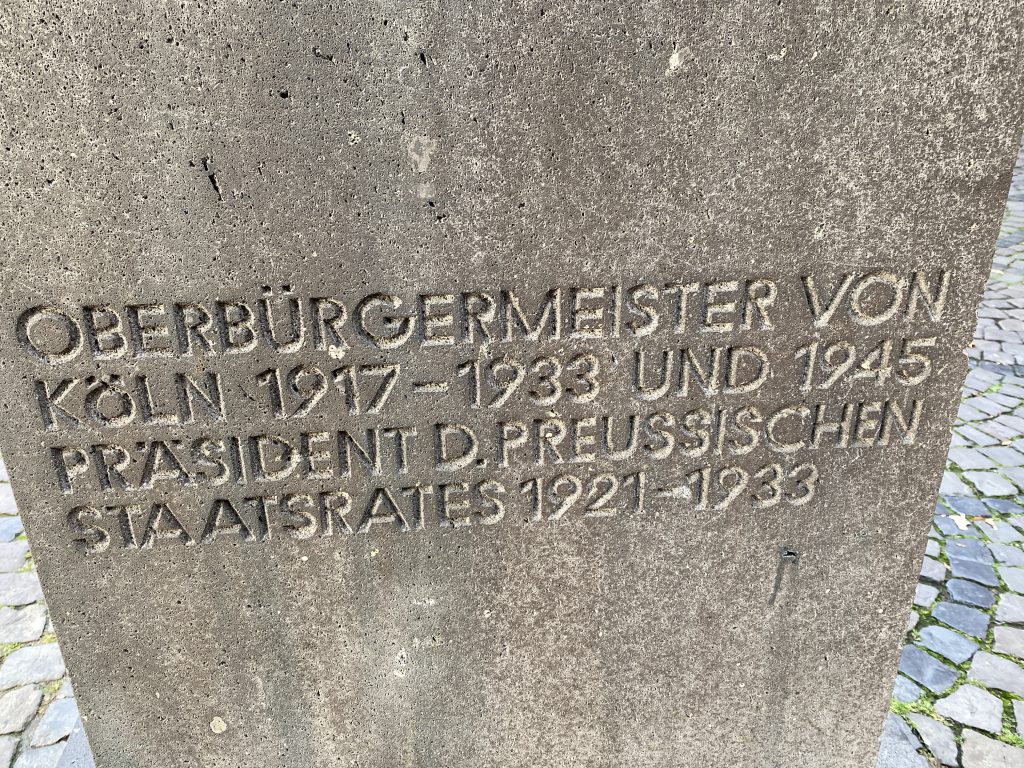 OBERBÜRGERMEISTER VON
KÖLN 1917–1933 UND 1945
PRÄSIDENT D. PREUSSISCHEN
STAATSRATES 1921–1933